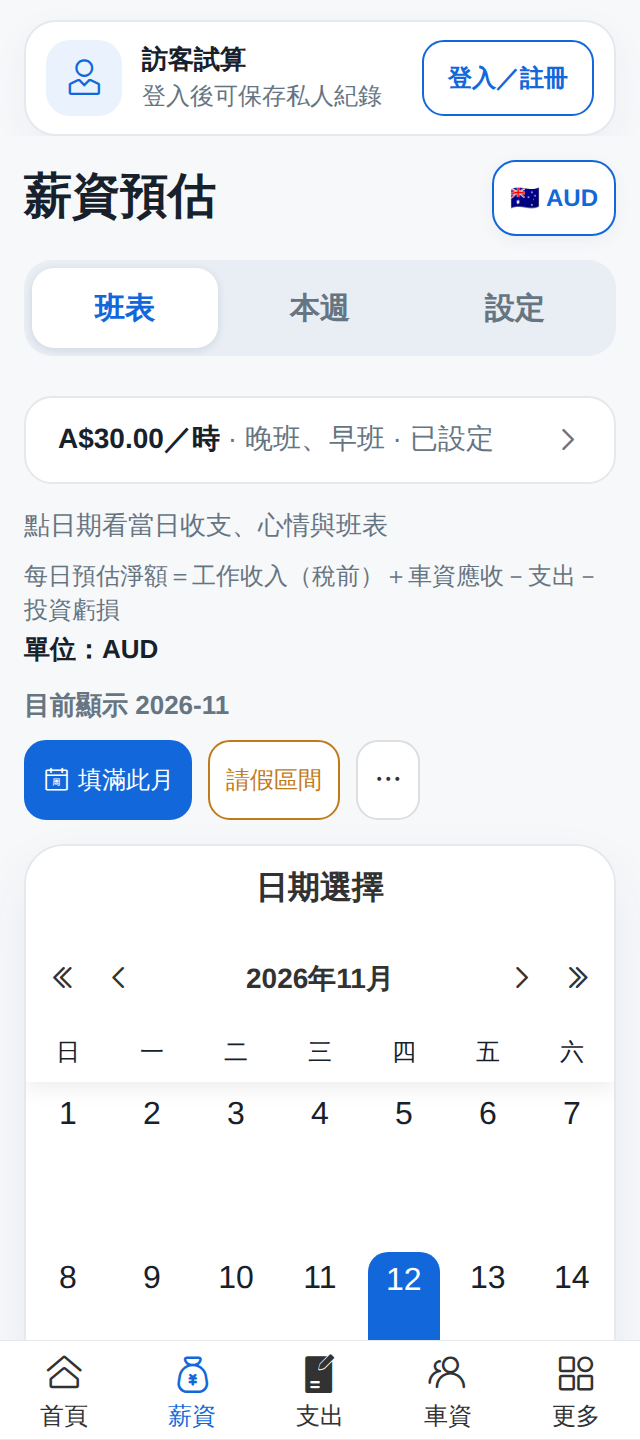 訪客試算
登入後可保存私人紀錄
登入／註冊
薪資預估
🇦🇺 AUD
班表
本週
設定
A$30.00／時 · 晚班、早班 · 已設定
點日期看當日收支、心情與班表
每日預估淨額＝工作收入（稅前）＋車資應收－支出－
投資虧損
單位：AUD
目前顯示 2026-11
填滿此月
請假區間
···
日期選擇
2026年11月
日 一 二 三 四 五 六
1 2 3 4 5 6 7
8 9 10 11 12 13 14
首頁
薪資
支出
車資
更多